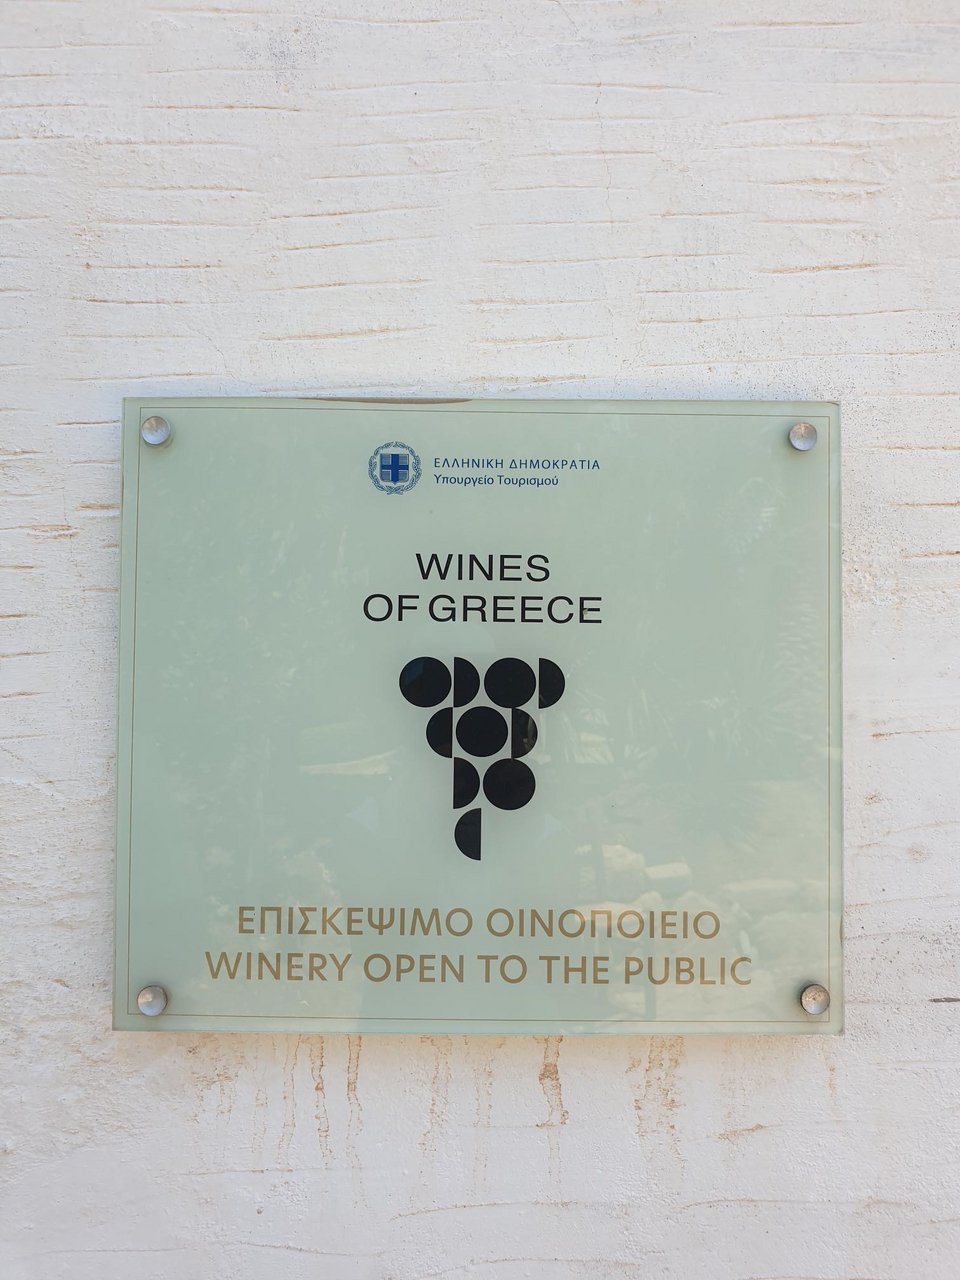 ΕΛΛΗΝΙΚΗ ΔΗΜΟΚΡΑΤΙΑ
Υπουργείο Τουρισμού
WINES
OF GREECE
ΕΠΙΣΚΕΨΙΜΟ ΟΙΝΟΠΟΙΕΙΟ
WINERY OPEN TO THE PUBLIC